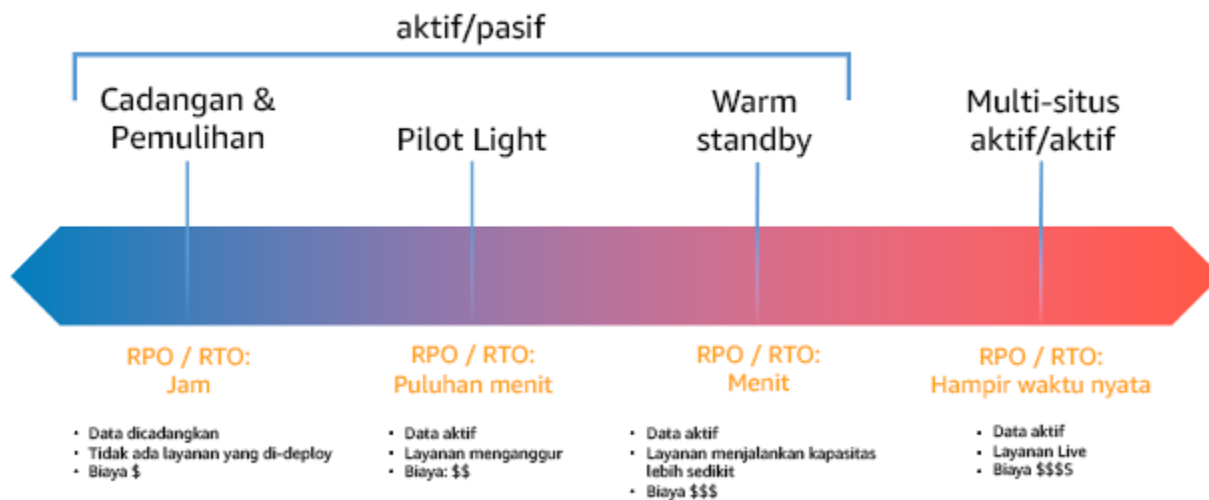 aktif/pasif
Cadangan &
Pemulihan
Pilot Light
Warm
standby
Multi-situs
aktif/aktif
RPO / RTO:
Jam
RPO / RTO:
Puluhan menit
RPO / RTO:
Menit
RPO / RTO:
Hampir waktu nyata
• Data dicadangkan
• Tidak ada layanan yang di-deploy
• Biaya $
• Data aktif
• Layanan menganggur
• Biaya: $$
• Data aktif
• Layanan menjalankan kapasitas
lebih sedikit
• Biaya $$$
• Data aktif
• Layanan Live
• Biaya $$$S